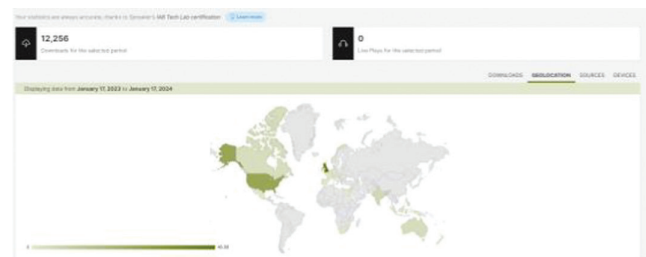 Your statistics are always accurate, thanks to Spreaker's IAB Tech Lab certification Learn more
12,256
Downloads for the selected period
0
Live Plays for the selected period
DOWNLOADS GEOLOCATION SOURCES DEVICES
Displaying data from January 17, 2023 to January 17, 2024
0